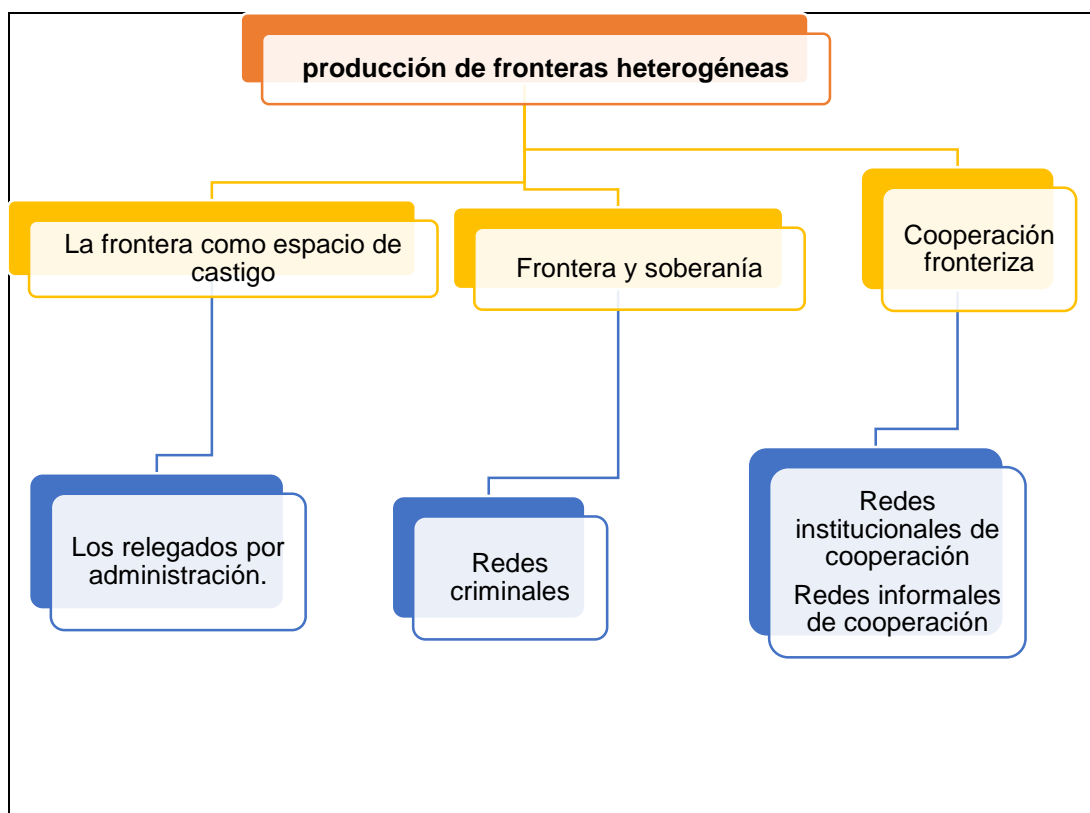 producción de fronteras heterogéneas
La frontera como espacio de
castigo
Frontera y soberanía
Cooperación
fronteriza
Los relegados por
administración.
Redes
criminales
Redes
institucionales de
cooperación
Redes informales
de cooperación